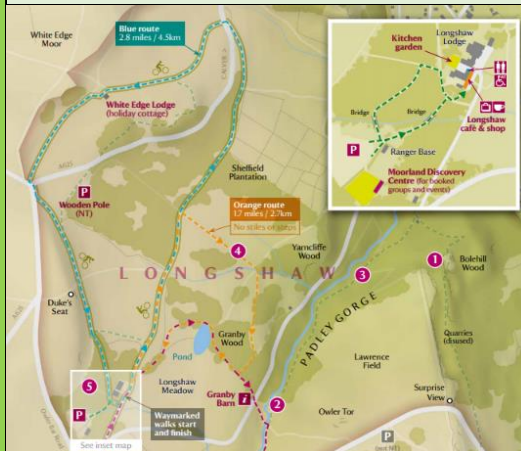 White Edge
Moor
Blue route
2.8 miles / 4.5km
White Edge Lodge
(holiday cottage)
P
Wooden Pole
(NT)
Sheffield
Plantation
Orange route
1.7 miles / 2.7km
No stiles or steps
4
Yarncliffe
Wood
LONGSHAW
3
1
Bolehill
Wood
PADLEY GORGE
Duke's
Seat
Quarries
(disused)
Pond
Granby
Wood
Lawrence
Field
5
Longshaw
Meadow
Granby
Barn
i
2
Surprise
View
P
Waymarked
walks start
and finish
Owler Tor
See inset map
P
Kitchen
garden
Longshaw
Lodge
Bridge
Bridge
Longshaw
café & shop
P
Ranger Base
Moorland Discovery
Centre (for booked
groups and events)